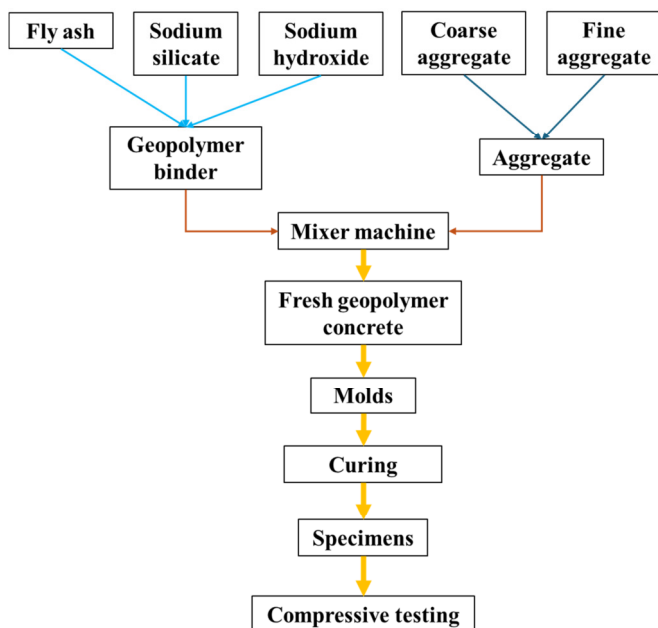 Fly ash
Sodium
silicate
Sodium
hydroxide
Coarse
aggregate
Fine
aggregate
Geopolymer
binder
Aggregate
Mixer machine
Fresh geopolymer
concrete
Molds
Curing
Specimens
Compressive testing